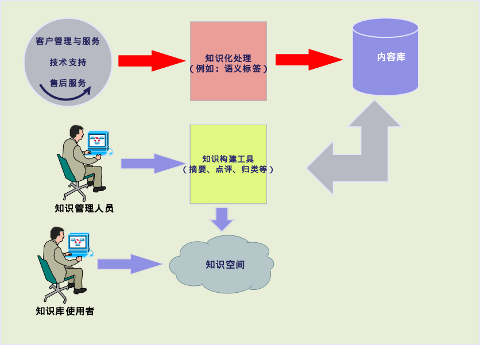 客户管理与服务
技术支持
售后服务
知识化处理
（例如：语义标签）
内容库
知识构建工具
（摘要、点评、归类等）
知识管理人员
知识空间
知识库使用者